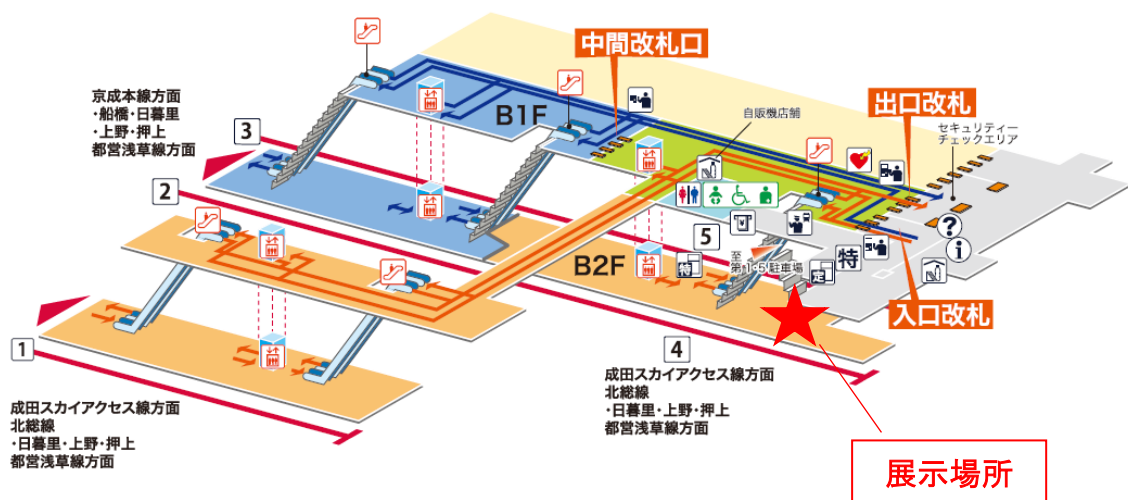 中間改札口
出口改札
自販機店舗
セキュリティー
チェックエリア
B1F
京成本線方面
・船橋・日暮里
・上野・押上
都営浅草線方面
3
2
5
至
第1・5駐車場
特
特
定
B2F
入口改札
?
i
1
4
成田スカイアクセス線方面
北総線
・日暮里・上野・押上
都営浅草線方面
成田スカイアクセス線方面
北総線
・日暮里・上野・押上
都営浅草線方面
展示場所